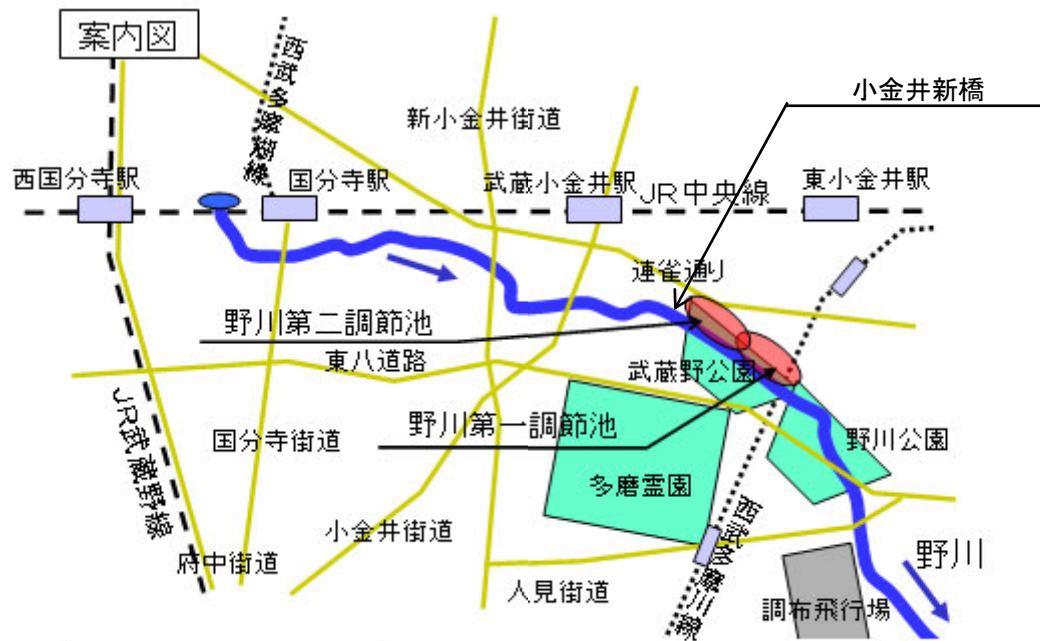 案内図
西武多摩湖線
小金井新橋
新小金井街道
西国分寺駅
国分寺駅
武蔵小金井駅
JR中央線
東小金井駅
連雀通り
野川第二調節池
東八道路
武蔵野公園
JR武蔵野線
国分寺街道
野川第一調節池
野川公園
多磨霊園
小金井街道
府中街道
人見街道
西武多摩川線
野川
調布飛行場